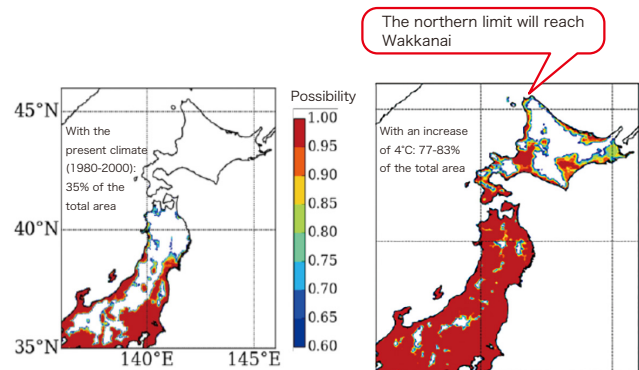 The northern limit will reach
Wakkanai
45°N
40°N
35°N
140°E
145°E
With the
present climate
(1980-2000):
35% of the
total area
Possibility
1.00
0.95
0.90
0.85
0.80
0.75
0.70
0.65
0.60
With an increase
of 4°C: 77-83%
of the total area